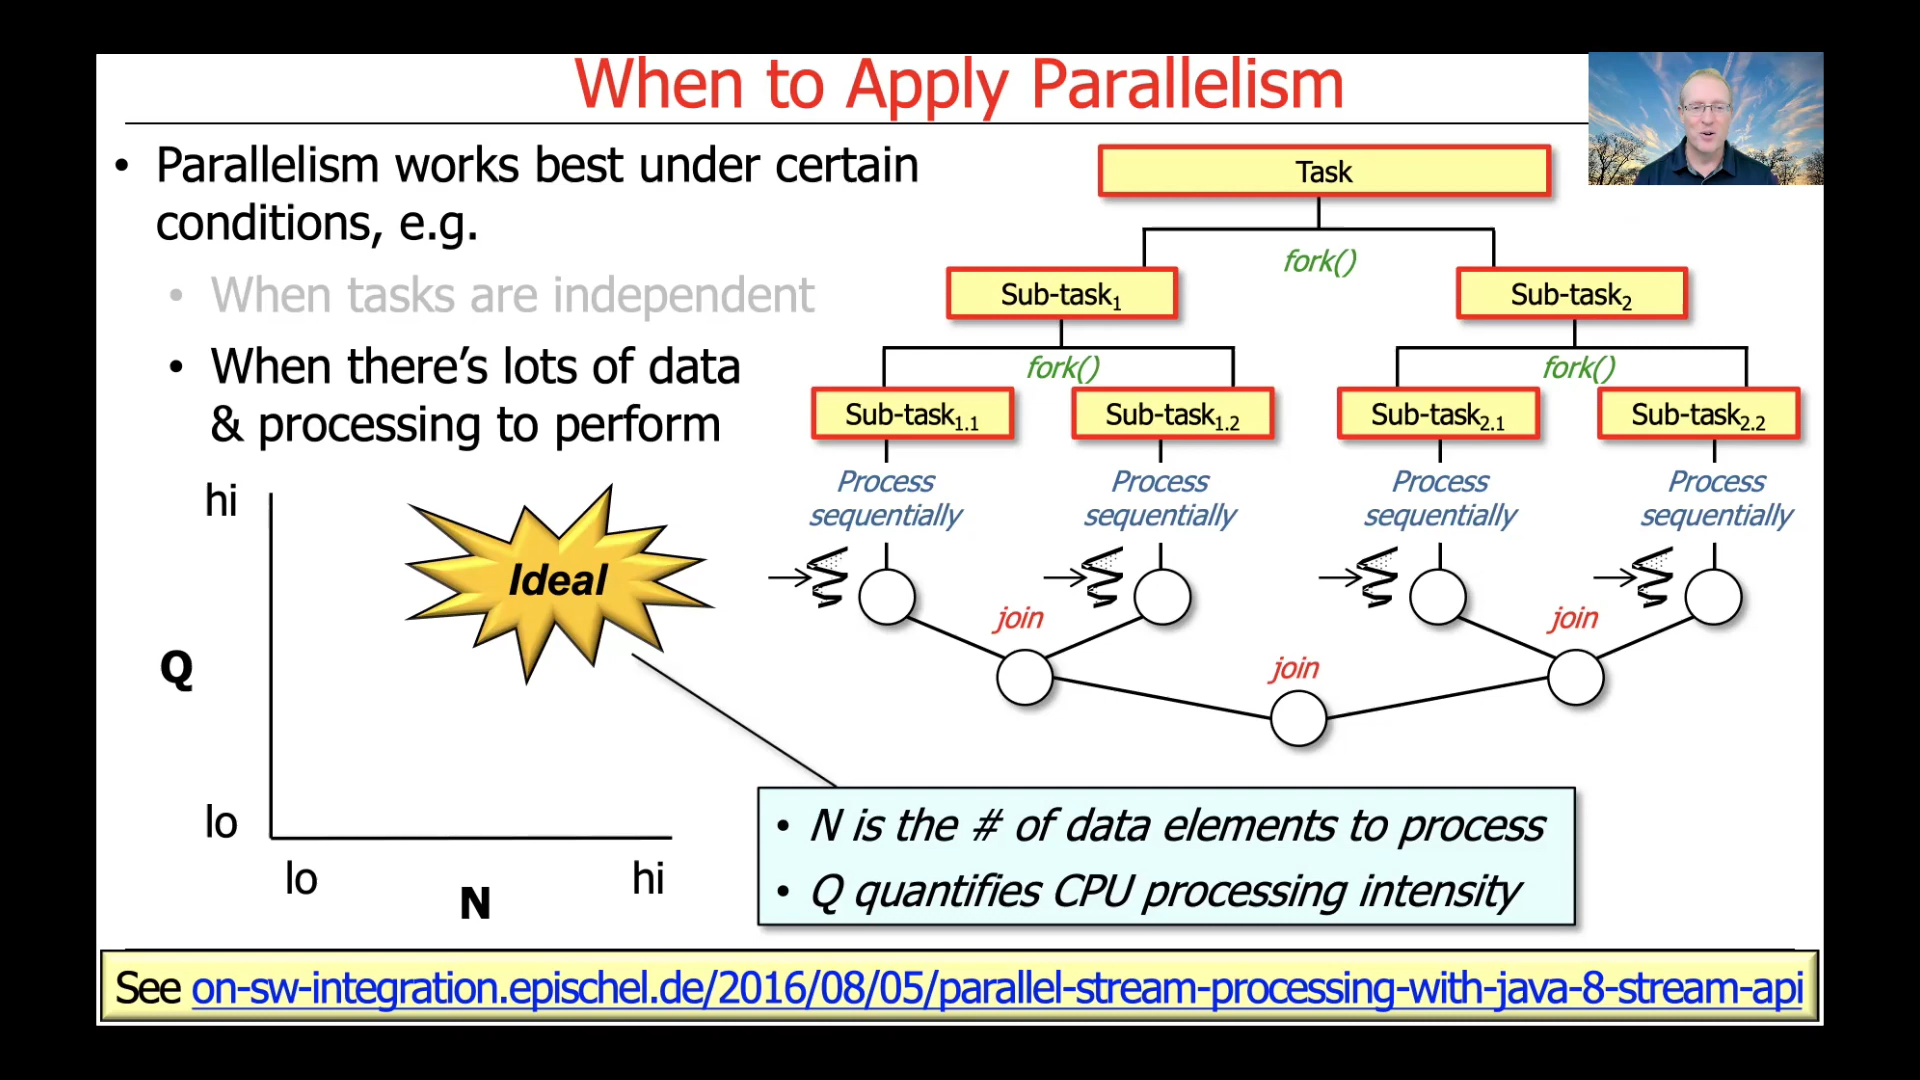 When to Apply Parallelism
• Parallelism works best under certain
conditions, e.g.
• When tasks are independent
• When there's lots of data
& processing to perform
Task
fork()
Sub-task1
Sub-task2
fork()
fork()
Sub-task1.1
Sub-task1.2
Sub-task2.1
Sub-task2.2
Process
sequentially
Process
sequentially
Process
sequentially
Process
sequentially
join
join
join
hi
Ideal
Q
lo
lo
N
hi
• N is the # of data elements to process
• Q quantifies CPU processing intensity
See on-sw-integration.epischel.de/2016/08/05/parallel-stream-processing-with-java-8-stream-api